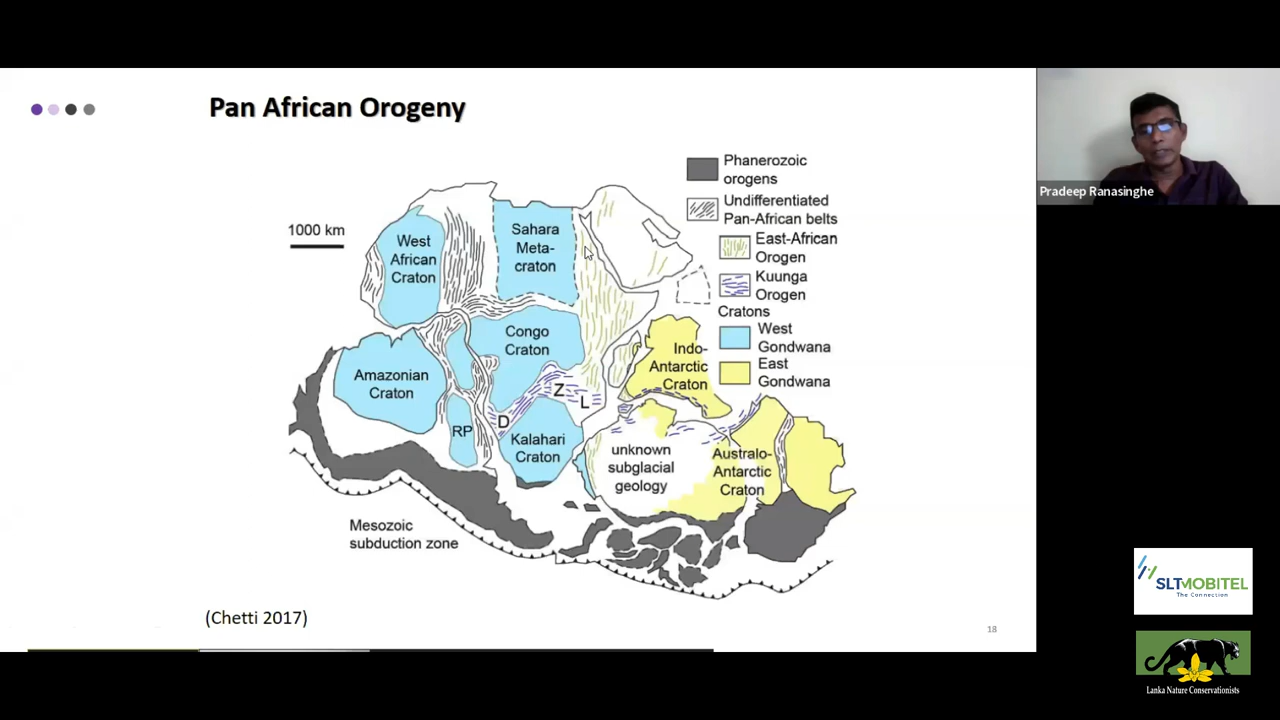 Pan African Orogeny
1000 km
West
African
Craton
Sahara
Meta-
craton
Congo
Craton
Amazonian
Craton
RP
D
Z
L
Kalahari
Craton
Indo-
Antarctic
Craton
unknown
subglacial
geology
Australo-
Antarctic
Craton
Mesozoic
subduction zone
Phanerozoic
orogens
Undifferentiated
Pan-African belts
East-African
Orogen
Kuunga
Orogen
Cratons
West
Gondwana
East
Gondwana
(Chetti 2017)
18
Pradeep Ranasinghe
SLTMOBITEL
The Connection
Lanka Nature Conservationists